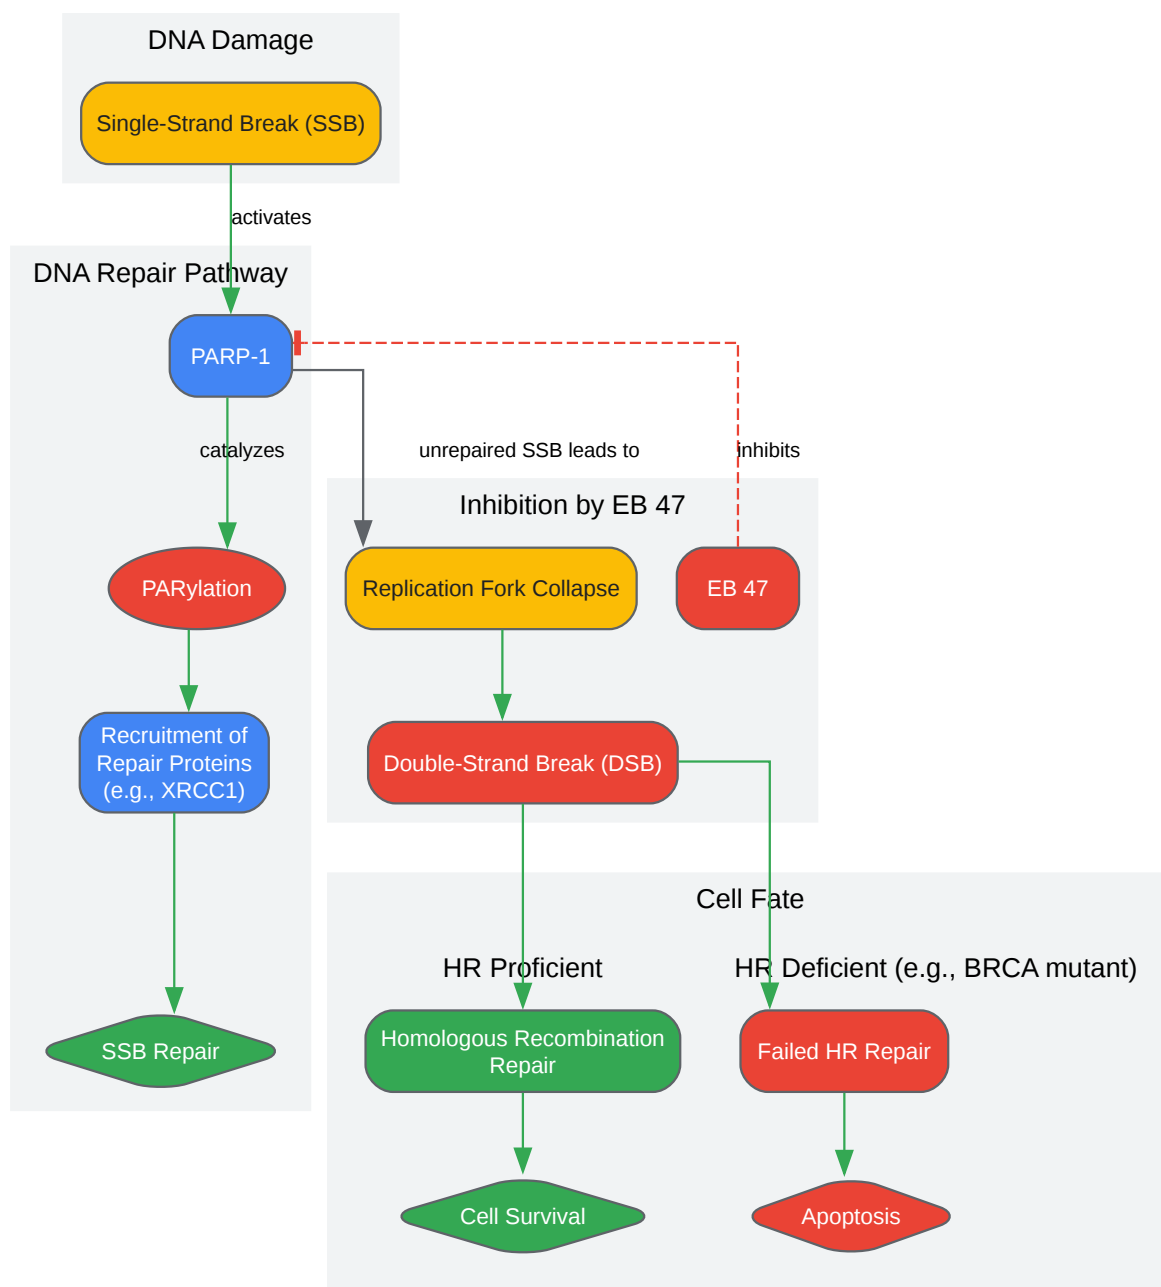 DNA Damage
Single-Strand Break (SSB)
activates
DNA Repair Pathway
PARP-1
catalyzes
unrepaired SSB leads to
inhibits
Inhibition by EB 47
PARylation
Replication Fork Collapse
EB 47
Recruitment of
Repair Proteins
(e.g., XRCC1)
Double-Strand Break (DSB)
Cell Fate
HR Proficient
HR Deficient (e.g., BRCA mutant)
SSB Repair
Homologous Recombination
Repair
Failed HR Repair
Cell Survival
Apoptosis